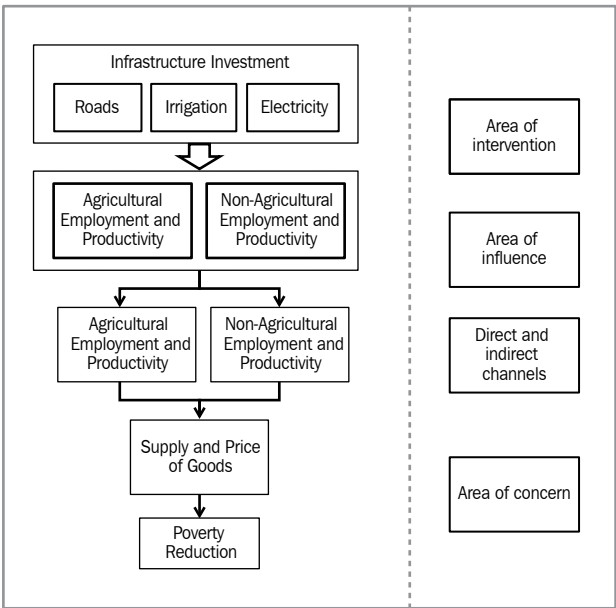 Infrastructure Investment
Roads
Irrigation
Electricity
Agricultural
Employment and
Productivity
Non-Agricultural
Employment and
Productivity
Agricultural
Employment and
Productivity
Non-Agricultural
Employment and
Productivity
Supply and Price
of Goods
Poverty
Reduction
Area of
intervention
Area of
influence
Direct and
indirect
channels
Area of concern